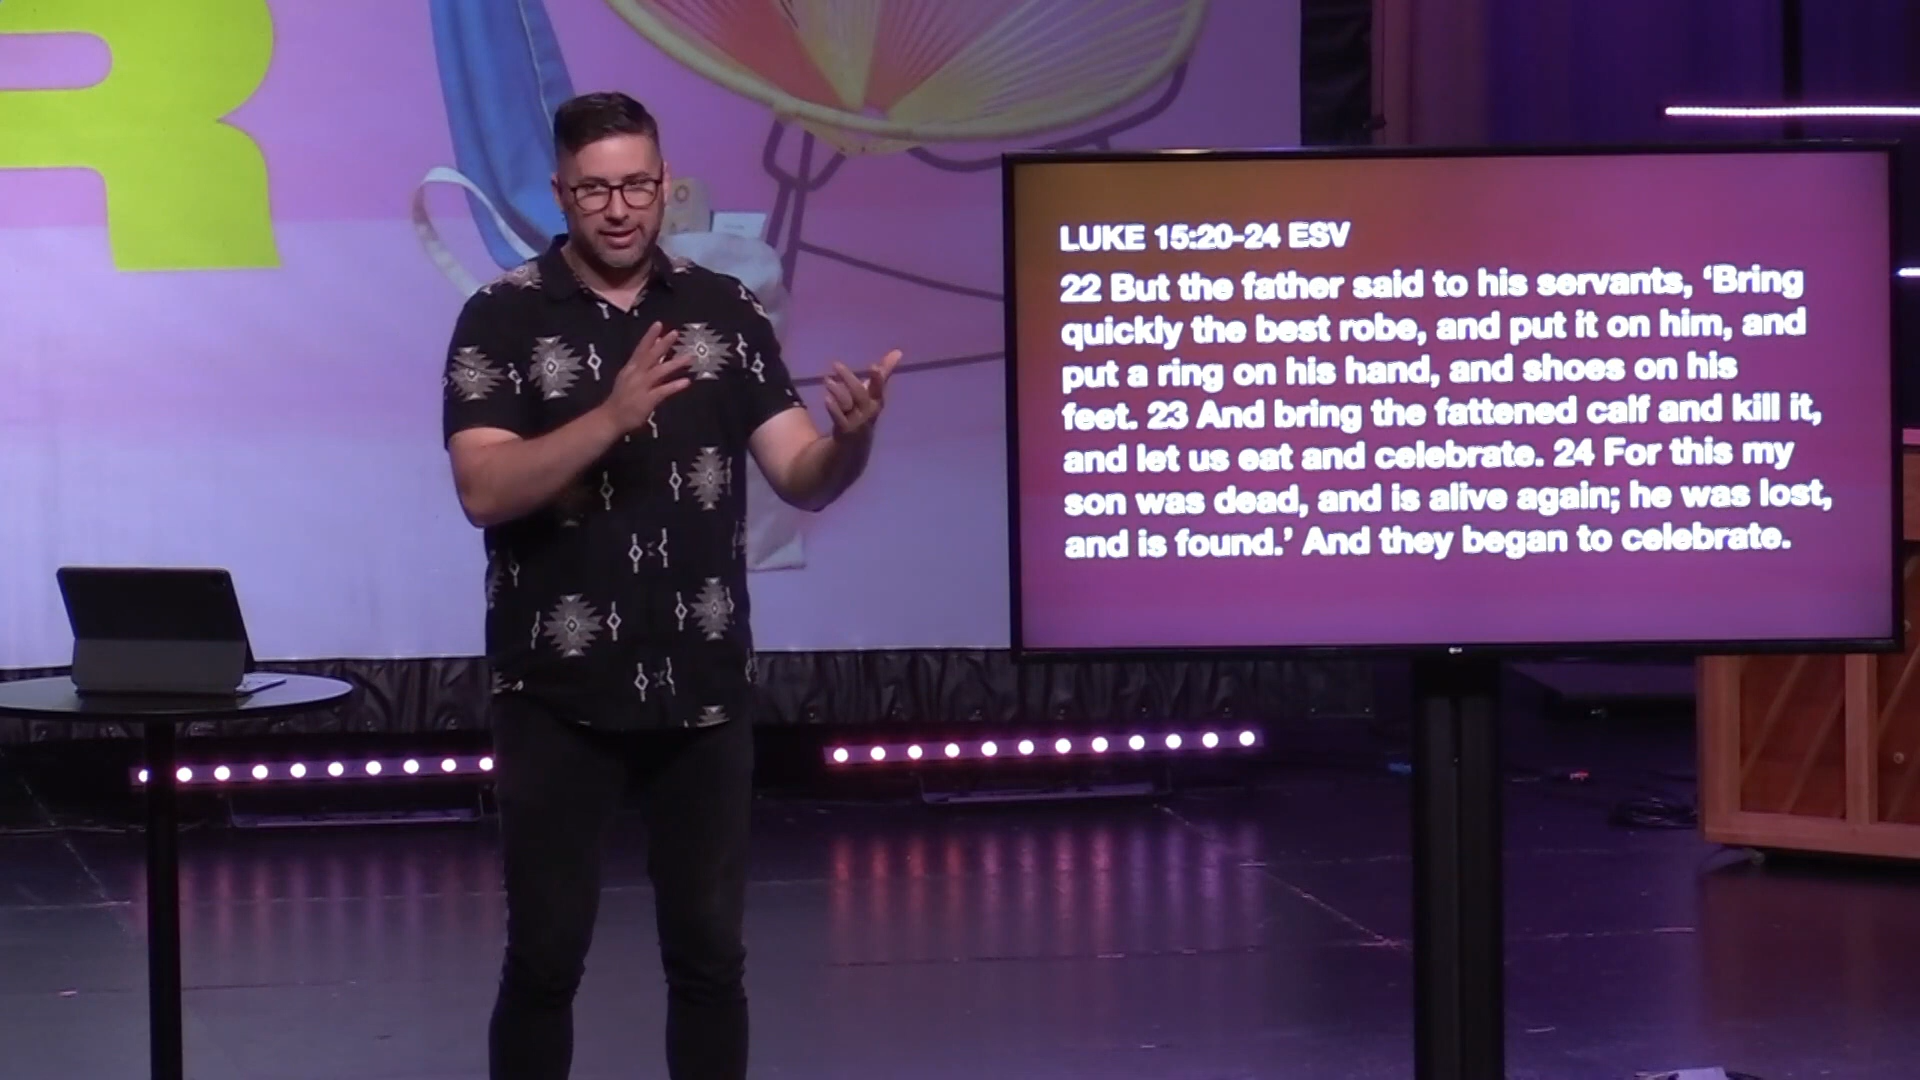 R
LUKE 15:20-24 ESV
22 But the father said to his servants, ‘Bring
quickly the best robe, and put it on him, and
put a ring on his hand, and shoes on his
feet. 23 And bring the fattened calf and kill it,
and let us eat and celebrate. 24 For this my
son was dead, and is alive again; he was lost,
and is found.’ And they began to celebrate.